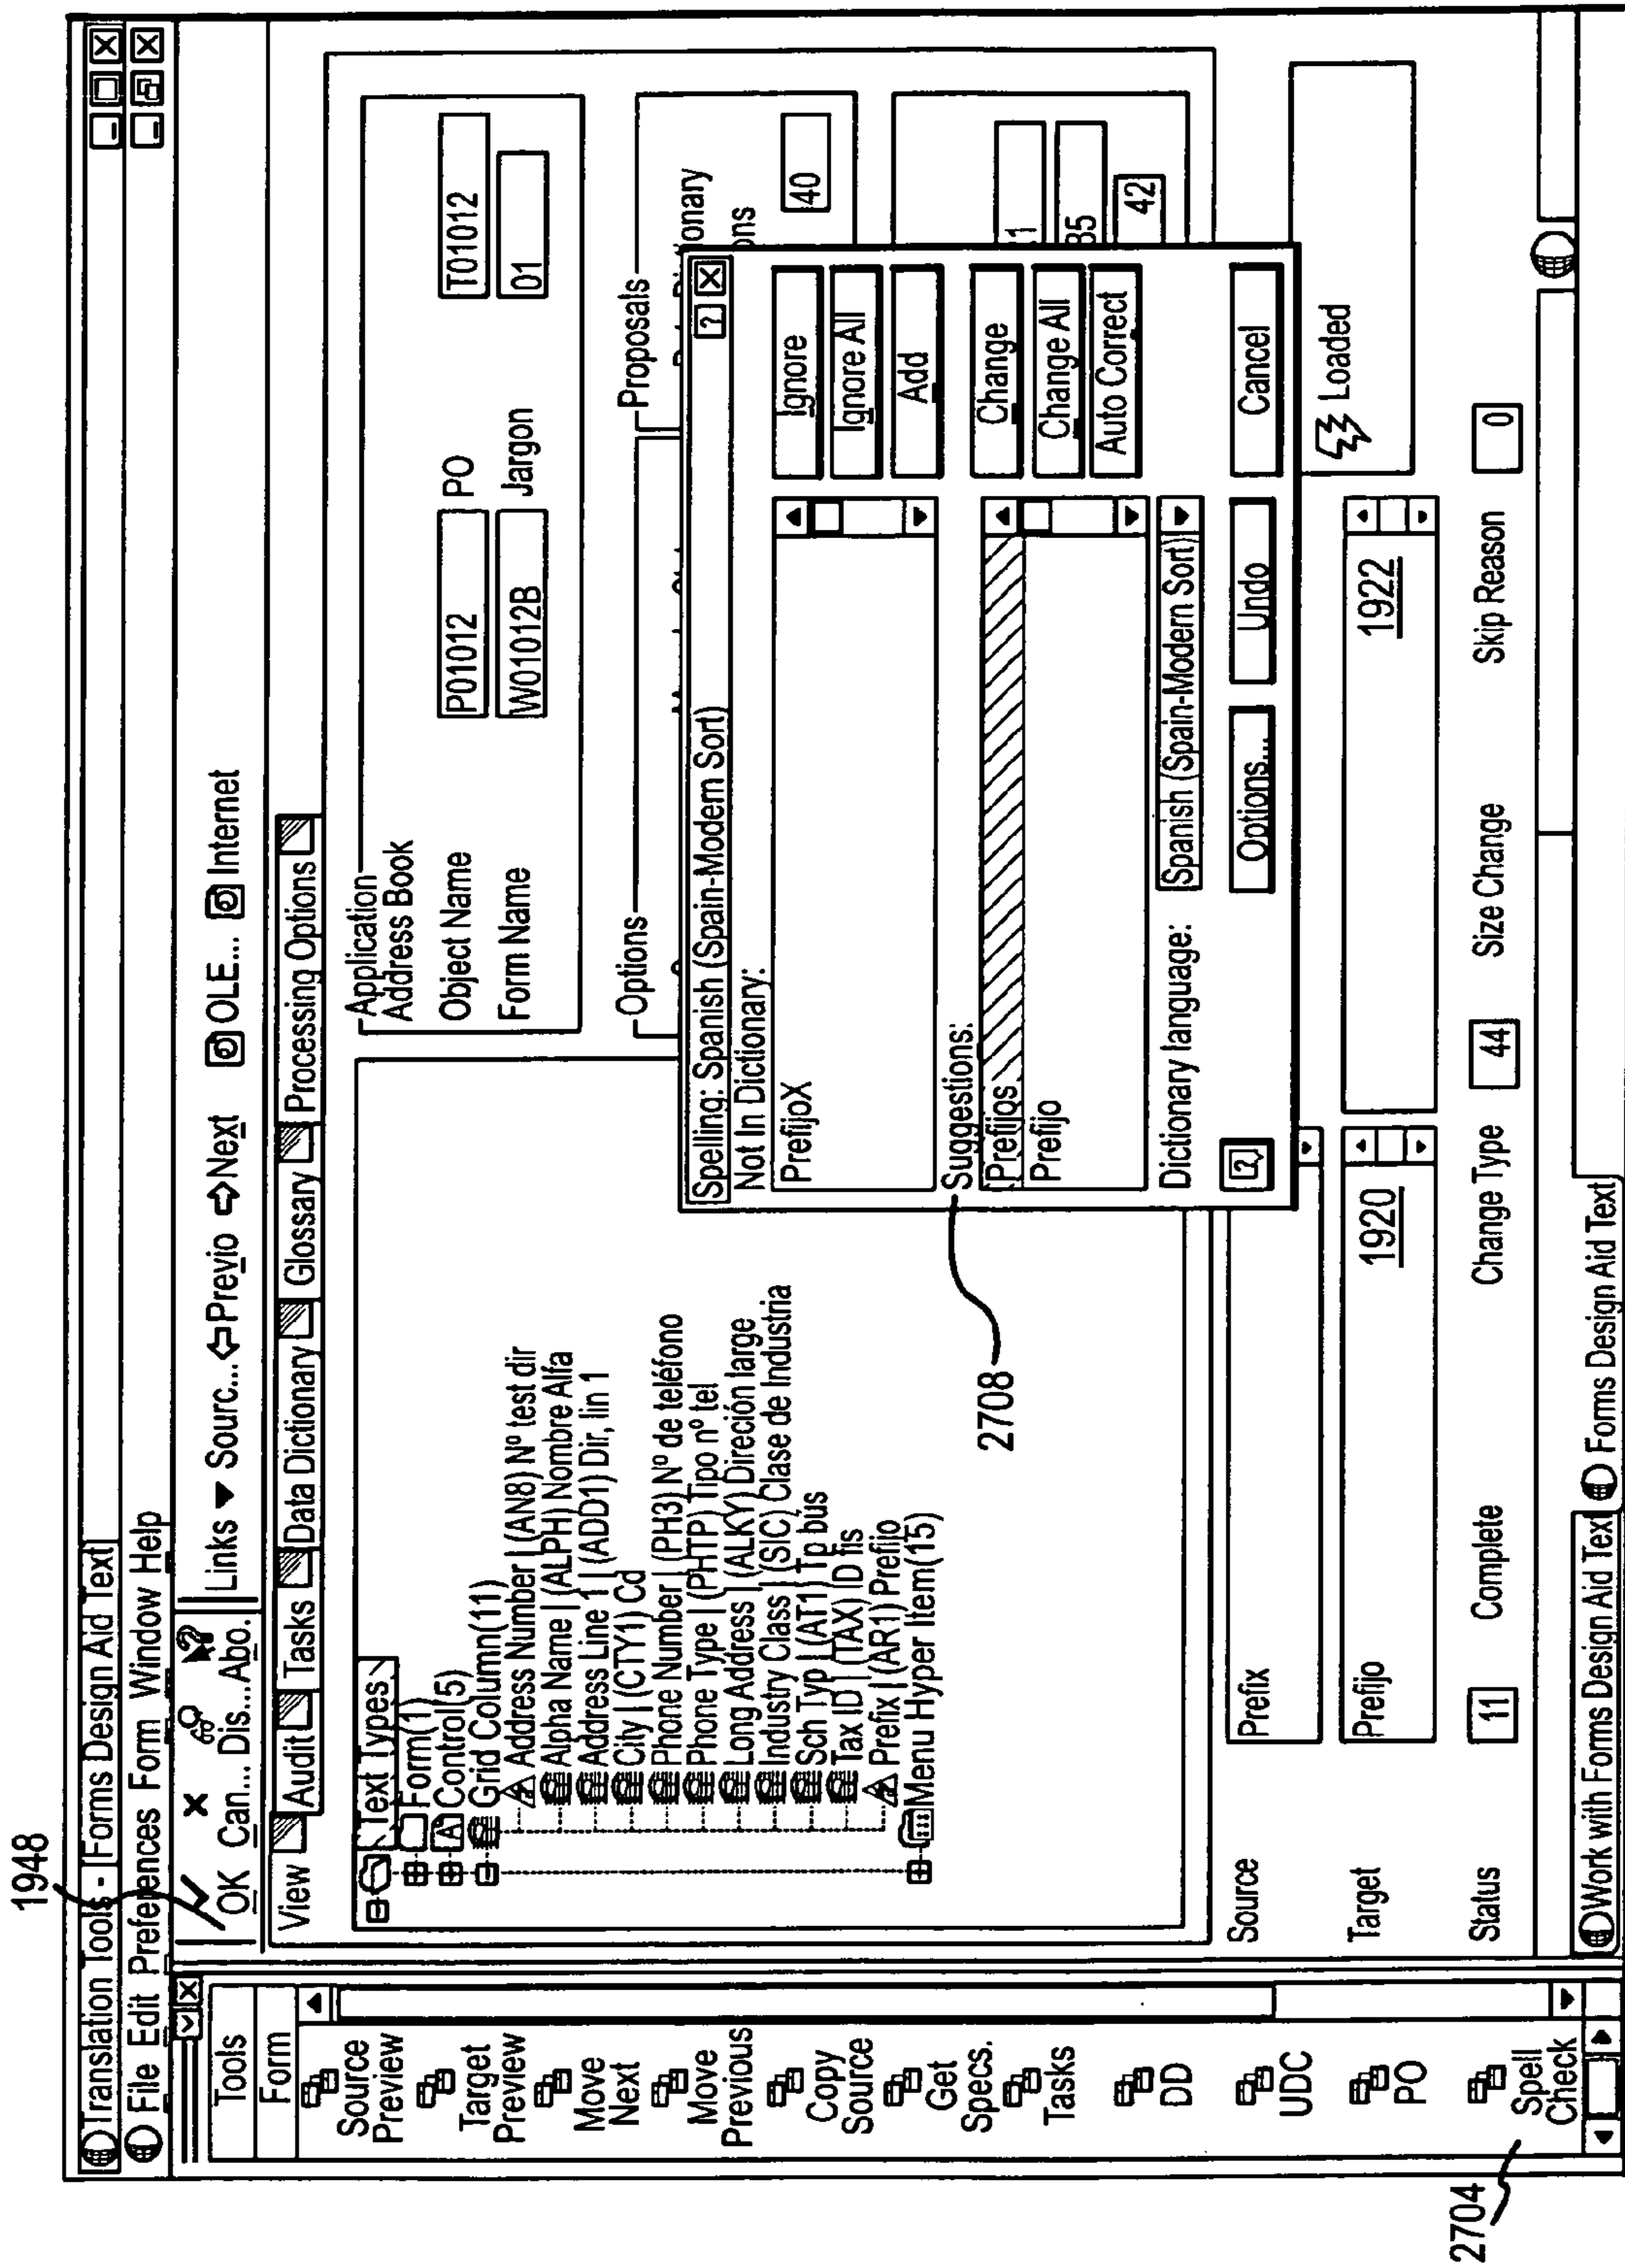 1948
Translation Tools - [Forms Design Aid Text]
File Edit Preferences Form Window Help
OK Can... Dis... Abo. Links Sourc... Previo Next OLE... Internet
Tools
Form
Source
Preview
Target
Preview
Move
Next
Move
Previous
Copy
Source
Get
Specs.
Tasks
DD
UDC
PO
Spell
Check
2704
View Audit Tasks Data Dictionary Glossary Processing Options
Text Types
Form(1)
Control(5)
Grid Column(11)
Address Number | (AN8) Nº test dir
Alpha Name | (ALPH) Nombre Alfa
Address Line 1 | (ADD1) Dir, lin 1
City | (CTY1) Cd
Phone Number | (PH3) Nº de teléfono
Phone Type | (PHTP) Tipo nº tel
Long Address | (ALKY) Direción large
Industry Class | (SIC) Clase de Industria
Sch Typ | (AT1) Tp bus
Tax ID | (TAX) ID fis
Prefix | (AR1) Prefijo
Menu Hyper Item(15)
Application
Address Book
Object Name P01012 PO T01012
Form Name W01012B Jargon 01
Options
Proposals
onary
ons
40
1
35
42
Spelling: Spanish (Spain-Modern Sort) ?
Not In Dictionary:
PrefijoX
Ignore
Ignore All
Add
2708
Suggestions:
Prefijos
Prefijo
Change
Change All
Auto Correct
Dictionary language: Spanish (Spain-Modern Sort)
? Options... Undo Cancel
Source Prefix
Loaded
Target Prefijo 1920 1922
Status 11 Complete Change Type 44 Size Change Skip Reason 0
Work with Forms Design Aid Text Forms Design Aid Text